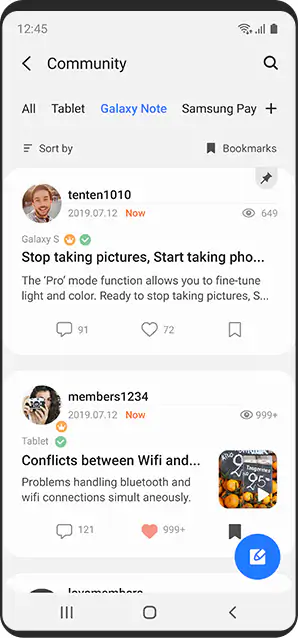 12:45
Community
All Tablet Galaxy Note Samsung Pay +
Sort by Bookmarks
tenten1010
2019.07.12 Now 649
Galaxy S
Stop taking pictures, Start taking pho...
The 'Pro' mode function allows you to fine-tune
light and color. Ready to stop taking pictures, S...
91 72
members1234
2019.07.12 Now 999+
Tablet
Conflicts between Wifi and...
Problems handling bluetooth and
wifi connections simult aneously.
121 999+